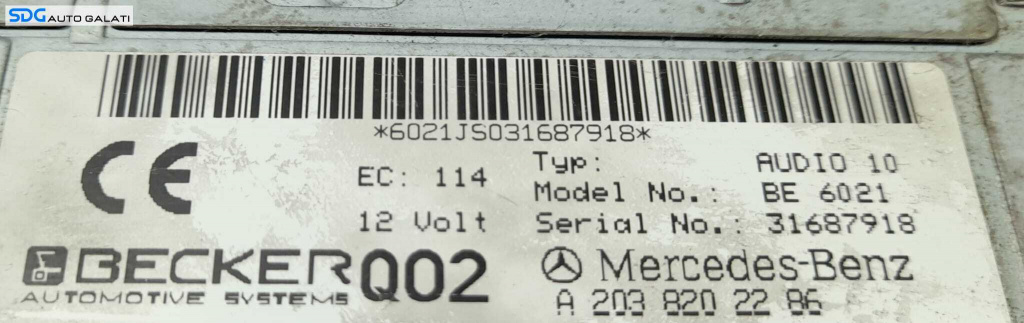 SDG AUTO GALATI
*6021JS031687918*
CE
EC: 114
12 Volt
Typ: AUDIO 10
Model No.: BE 6021
Serial No.: 31687918
BECKER
AUTOMOTIVE SYSTEMS
Q02
Mercedes-Benz
A 203 820 22 86